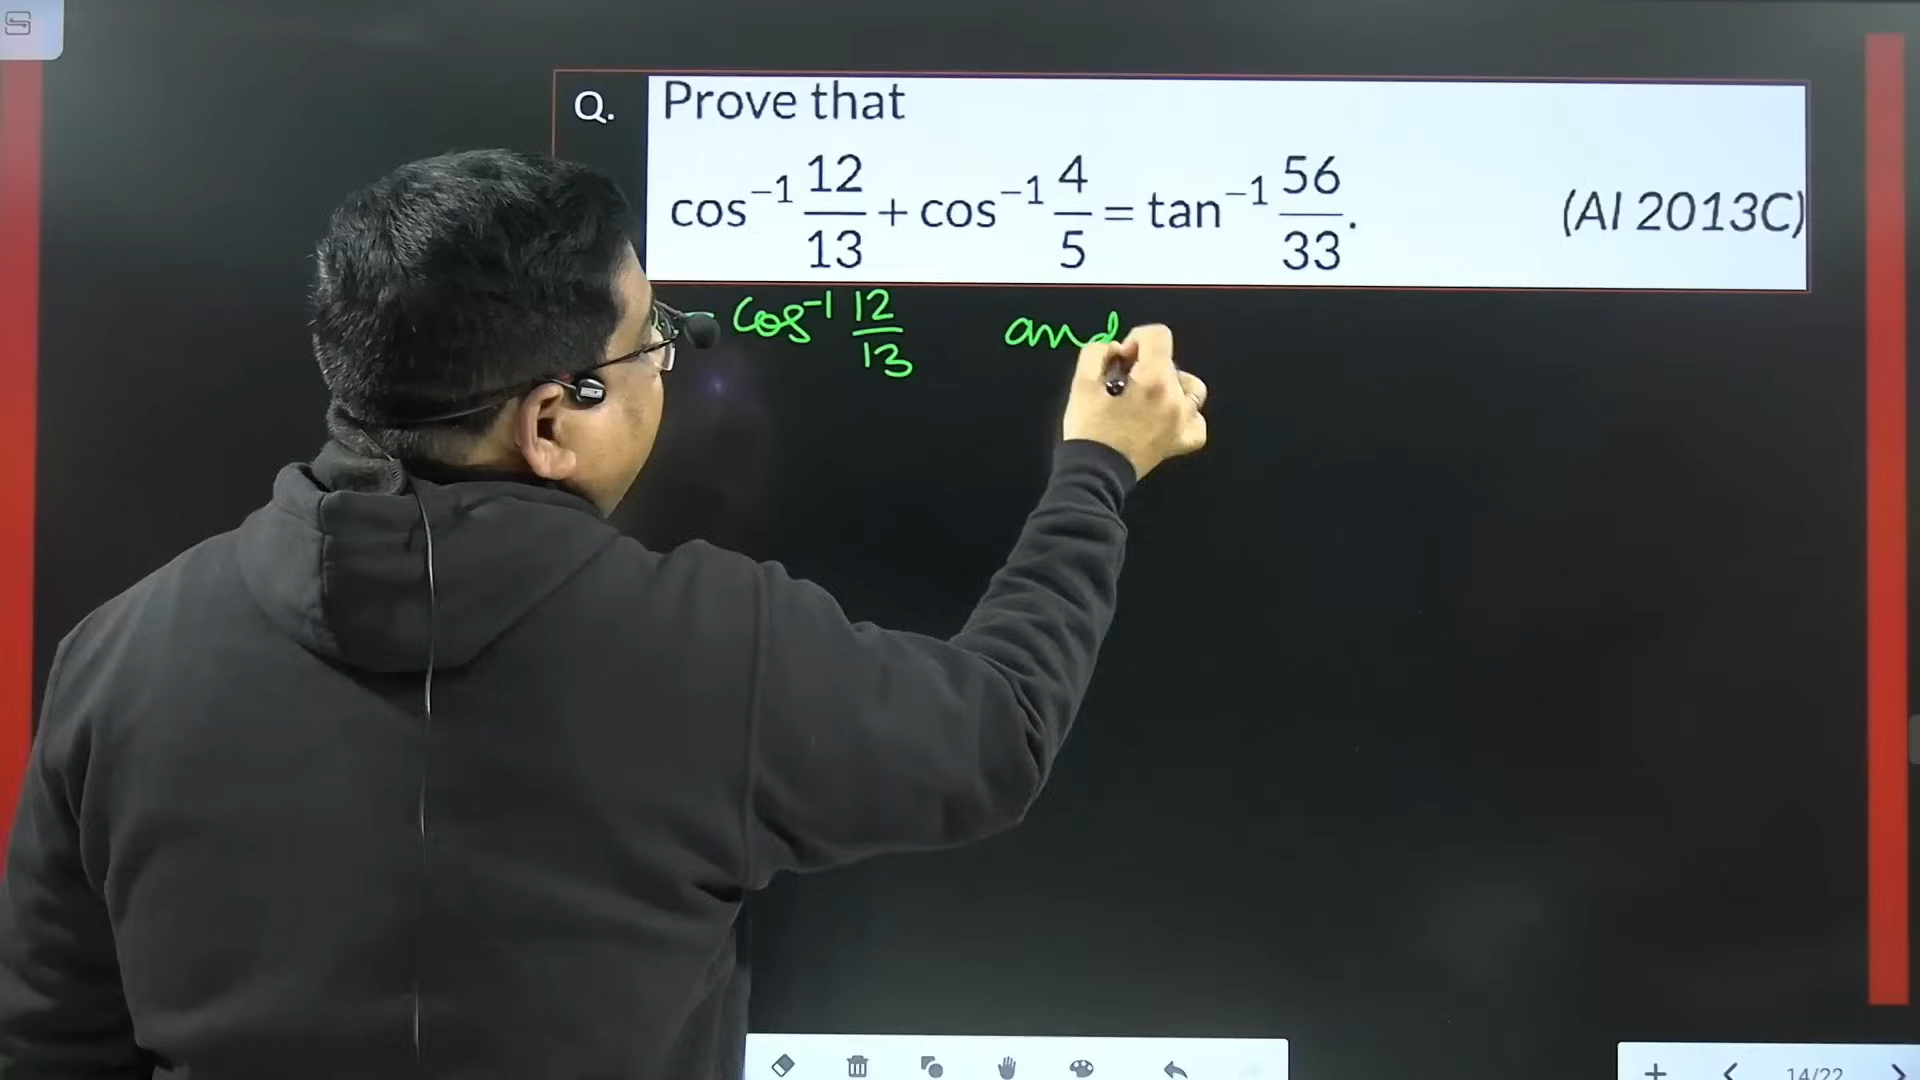 Q. Prove that
cos⁻¹ 12/13 + cos⁻¹ 4/5 = tan⁻¹ 56/33. (AI 2013C)
= cos⁻¹ 12/13 and
14/22